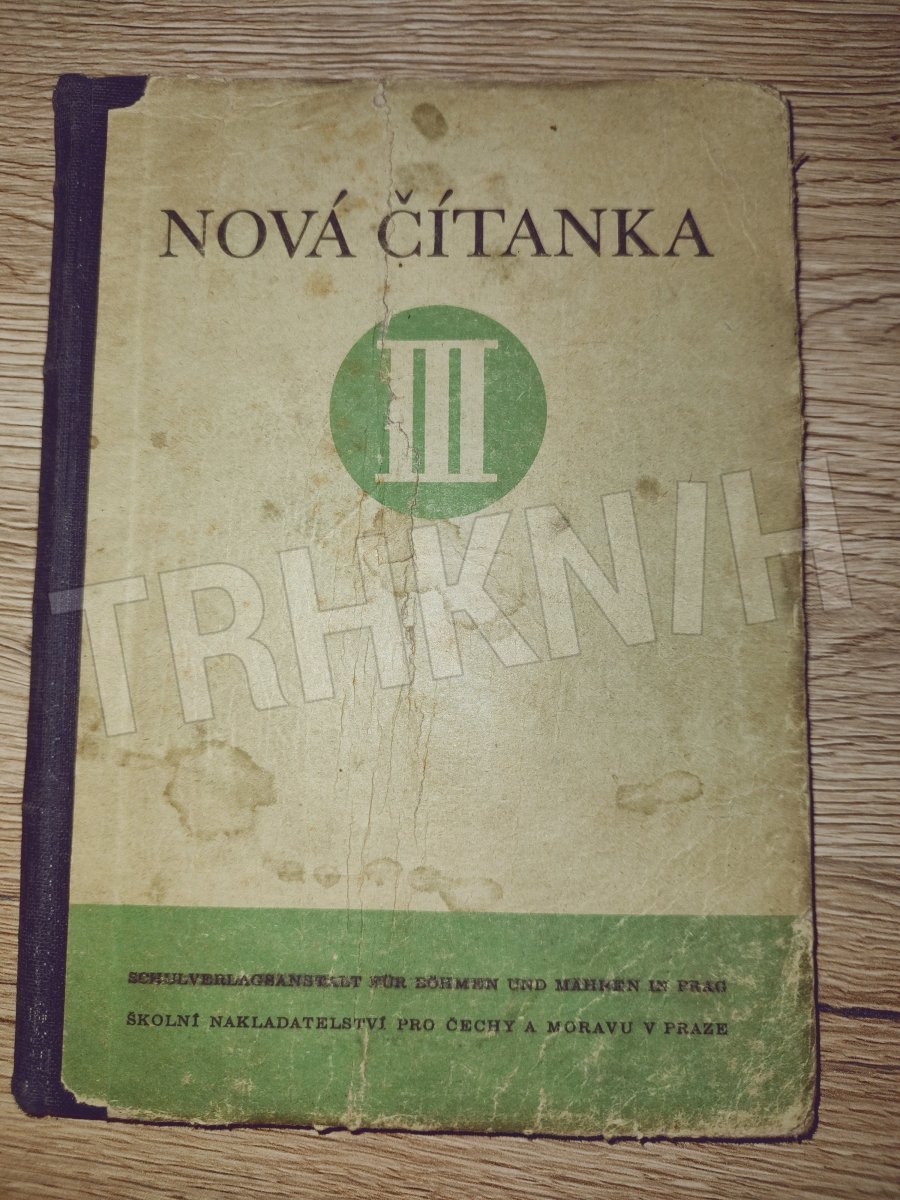 NOVÁ ČÍTANKA
III
TRHKNIH
SCHULVERLAGSANSTALT FÜR BÖHMEN UND MÄHREN IN PRAG
ŠKOLNÍ NAKLADATELSTVÍ PRO ČECHY A MORAVU V PRAZE